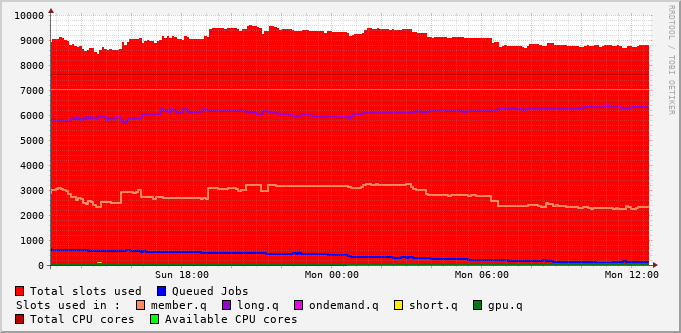 10000
9000
8000
7000
6000
5000
4000
3000
2000
1000
0
Sun 18:00 Mon 00:00 Mon 06:00 Mon 12:00
RRDTOOL / TOBI OETIKER
Total slots used Queued Jobs
Slots used in : member.q long.q ondemand.q short.q gpu.q
Total CPU cores Available CPU cores